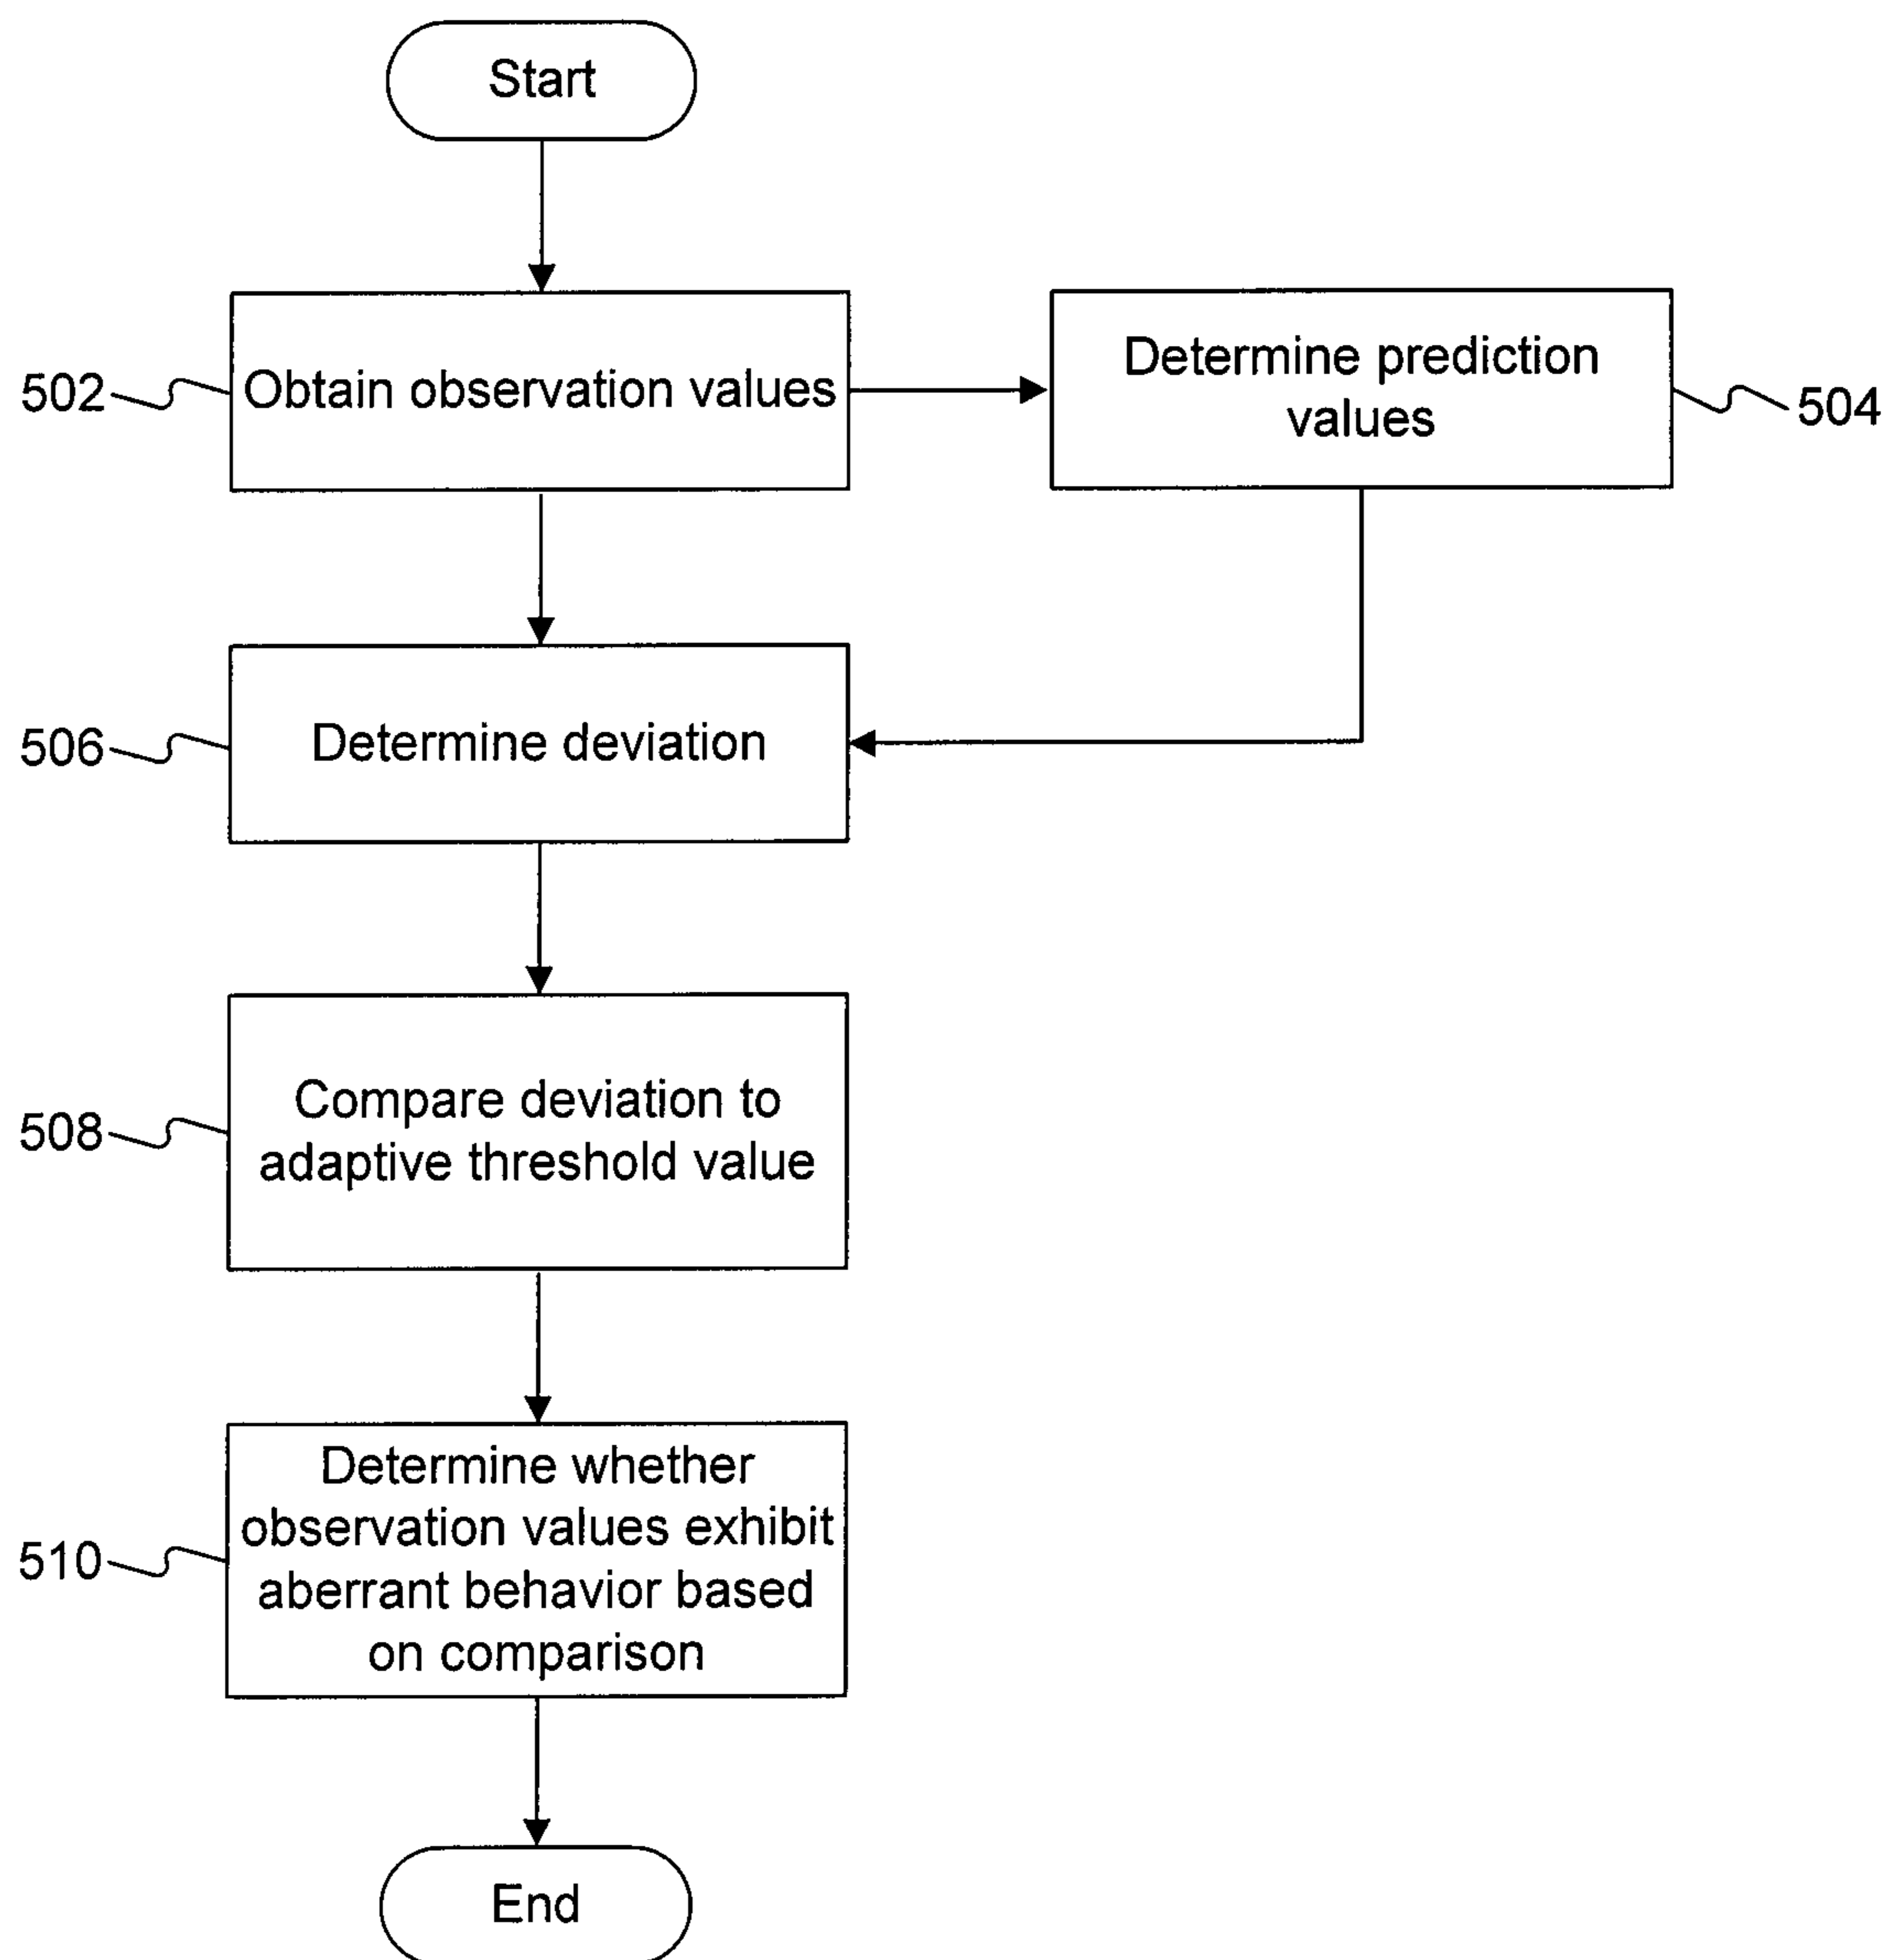 Start
502
Obtain observation values
Determine prediction
values
504
506
Determine deviation
508
Compare deviation to
adaptive threshold value
510
Determine whether
observation values exhibit
aberrant behavior based
on comparison
End